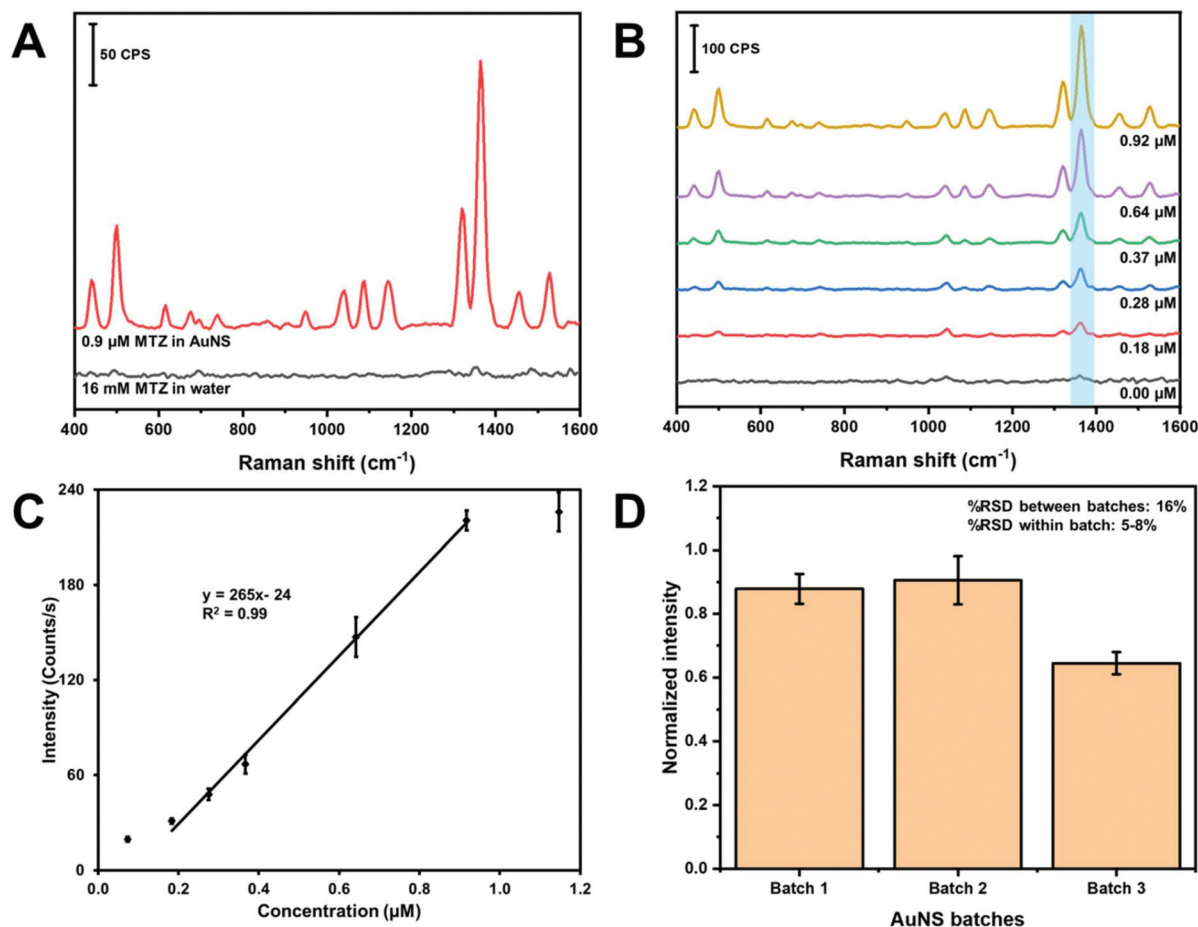 A
50 CPS
0.9 µM MTZ in AuNS
16 mM MTZ in water
400 600 800 1000 1200 1400 1600
Raman shift (cm⁻¹)
B
100 CPS
0.92 µM
0.64 µM
0.37 µM
0.28 µM
0.18 µM
0.00 µM
400 600 800 1000 1200 1400 1600
Raman shift (cm⁻¹)
C
Intensity (Counts/s)
240
180
120
60
0
y = 265x- 24
R² = 0.99
0.0 0.2 0.4 0.6 0.8 1.0 1.2
Concentration (µM)
D
Normalized intensity
1.2
1.0
0.8
0.6
0.4
0.2
0.0
%RSD between batches: 16%
%RSD within batch: 5-8%
Batch 1 Batch 2 Batch 3
AuNS batches